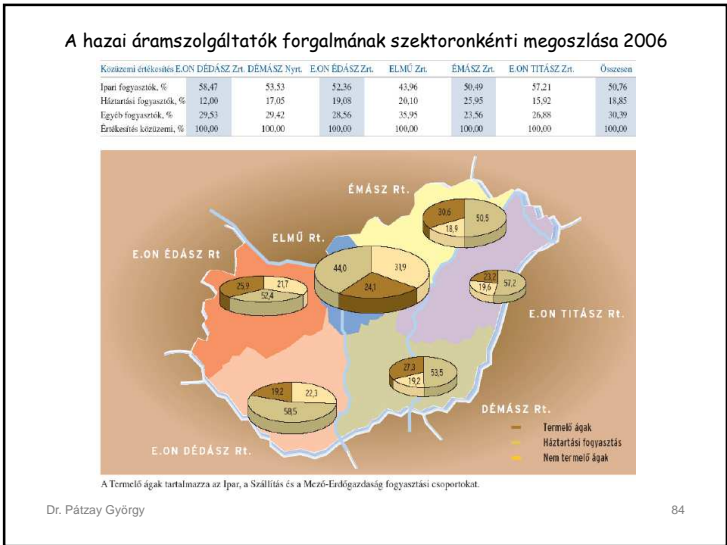 A hazai áramszolgáltatók forgalmának szektoronkénti megoszlása 2006
Közüzemi értékesítés E.ON DÉDÁSZ Zrt. DÉMÁSZ Nyrt. E.ON ÉDÁSZ Zrt. ELMŰ Zrt. ÉMÁSZ Zrt. E.ON TITÁSZ Zrt. Összesen
Ipari fogyasztók, % 58,47 53,53 52,36 43,96 50,49 57,21 50,76
Háztartási fogyasztók, % 12,00 17,05 19,08 20,10 25,95 15,92 18,85
Egyéb fogyasztók, % 29,53 29,42 28,56 35,95 23,56 26,88 30,39
Értékesítés közüzemi, % 100,00 100,00 100,00 100,00 100,00 100,00 100,00
ÉMÁSZ Rt.
30,6
50,5
18,9
ELMŰ Rt.
44,0
31,9
24,1
E.ON ÉDÁSZ Rt
25,9
21,7
52,4
23,2
57,2
19,6
E.ON TITÁSZ Rt.
27,3
53,5
19,2
DÉMÁSZ Rt.
19,2
22,3
58,5
E.ON DÉDÁSZ Rt.
Termelő ágak
Háztartási fogyasztás
Nem termelő ágak
A Termelő ágak tartalmazza az Ipar, a Szállítás és a Mező-Erdőgazdaság fogyasztási csoportokat.
Dr. Pátzay György
84